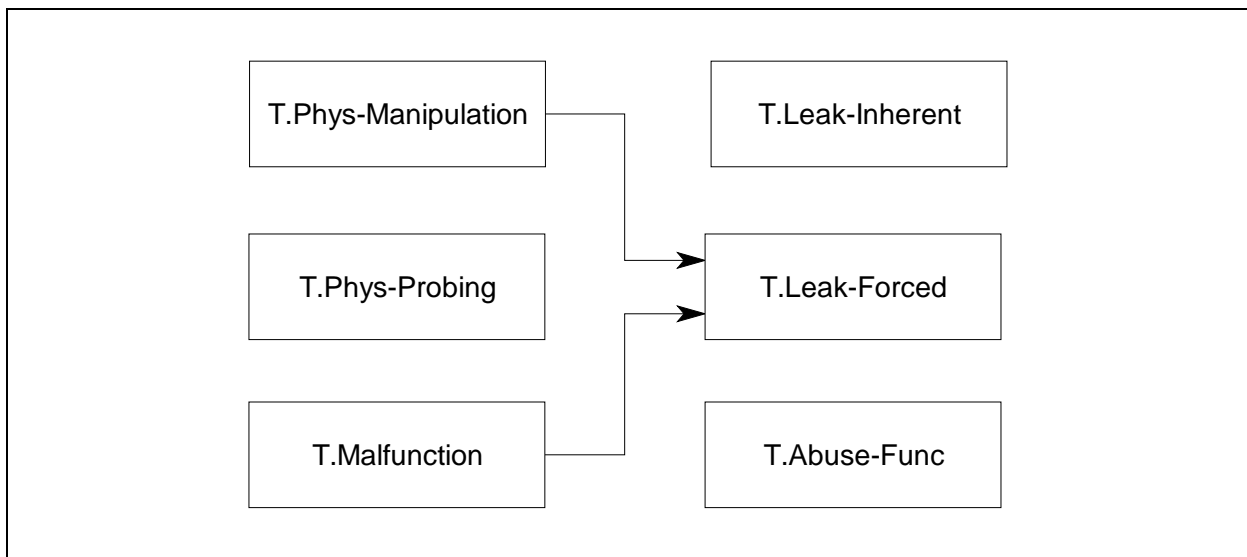 T.Phys-Manipulation
T.Leak-Inherent
T.Phys-Probing
T.Leak-Forced
T.Malfunction
T.Abuse-Func